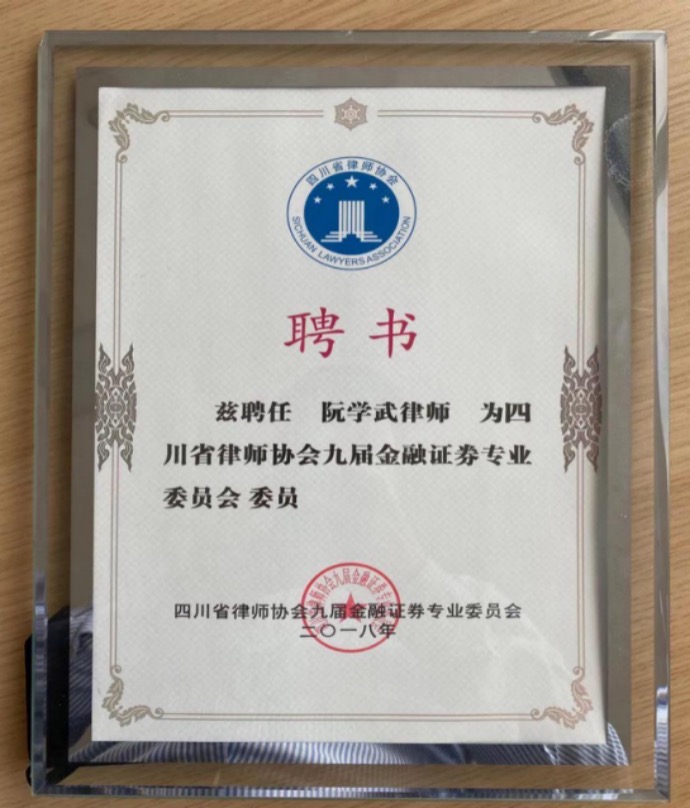 四川省律师协会
SICHUAN LAWYERS ASSOCIATION
聘书
兹聘任 阮学武律师 为四
川省律师协会九届金融证券专业
委员会 委员
四川省律师协会九届金融证券专业委员会
二〇一八年